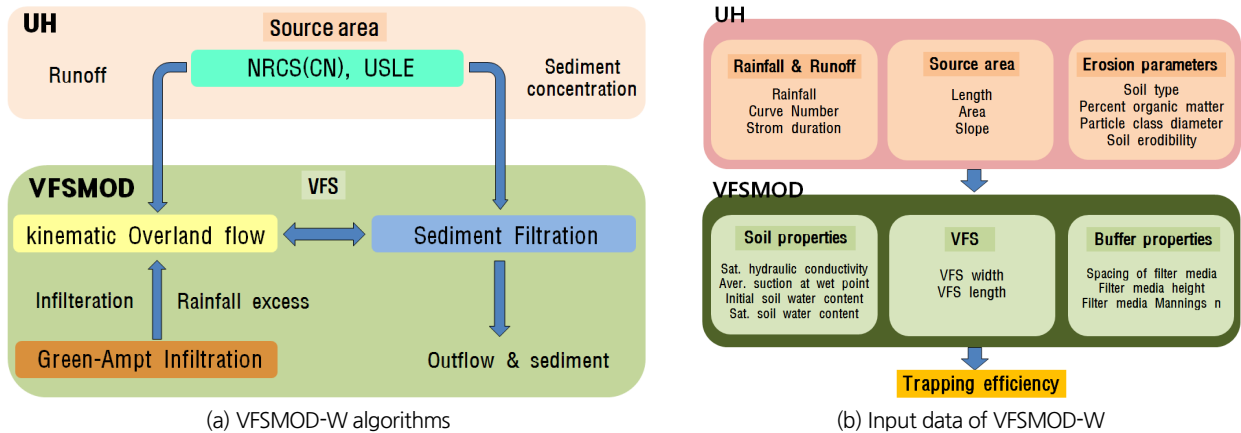 UH
Source area
NRCS(CN), USLE
Runoff
Sediment
concentration
VFSMOD
VFS
kinematic Overland flow
Sediment Filtration
Infilteration
Rainfall excess
Green-Ampt Infiltration
Outflow & sediment
(a) VFSMOD-W algorithms
UH
Rainfall & Runoff
Rainfall
Curve Number
Strom duration
Source area
Length
Area
Slope
Erosion parameters
Soil type
Percent organic matter
Particle class diameter
Soil erodibility
VFSMOD
Soil properties
Sat. hydraulic conductivity
Aver. suction at wet point
Initial soil water content
Sat. soil water content
VFS
VFS width
VFS length
Buffer properties
Spacing of filter media
Filter media height
Filter media Mannings n
Trapping efficiency
(b) Input data of VFSMOD-W